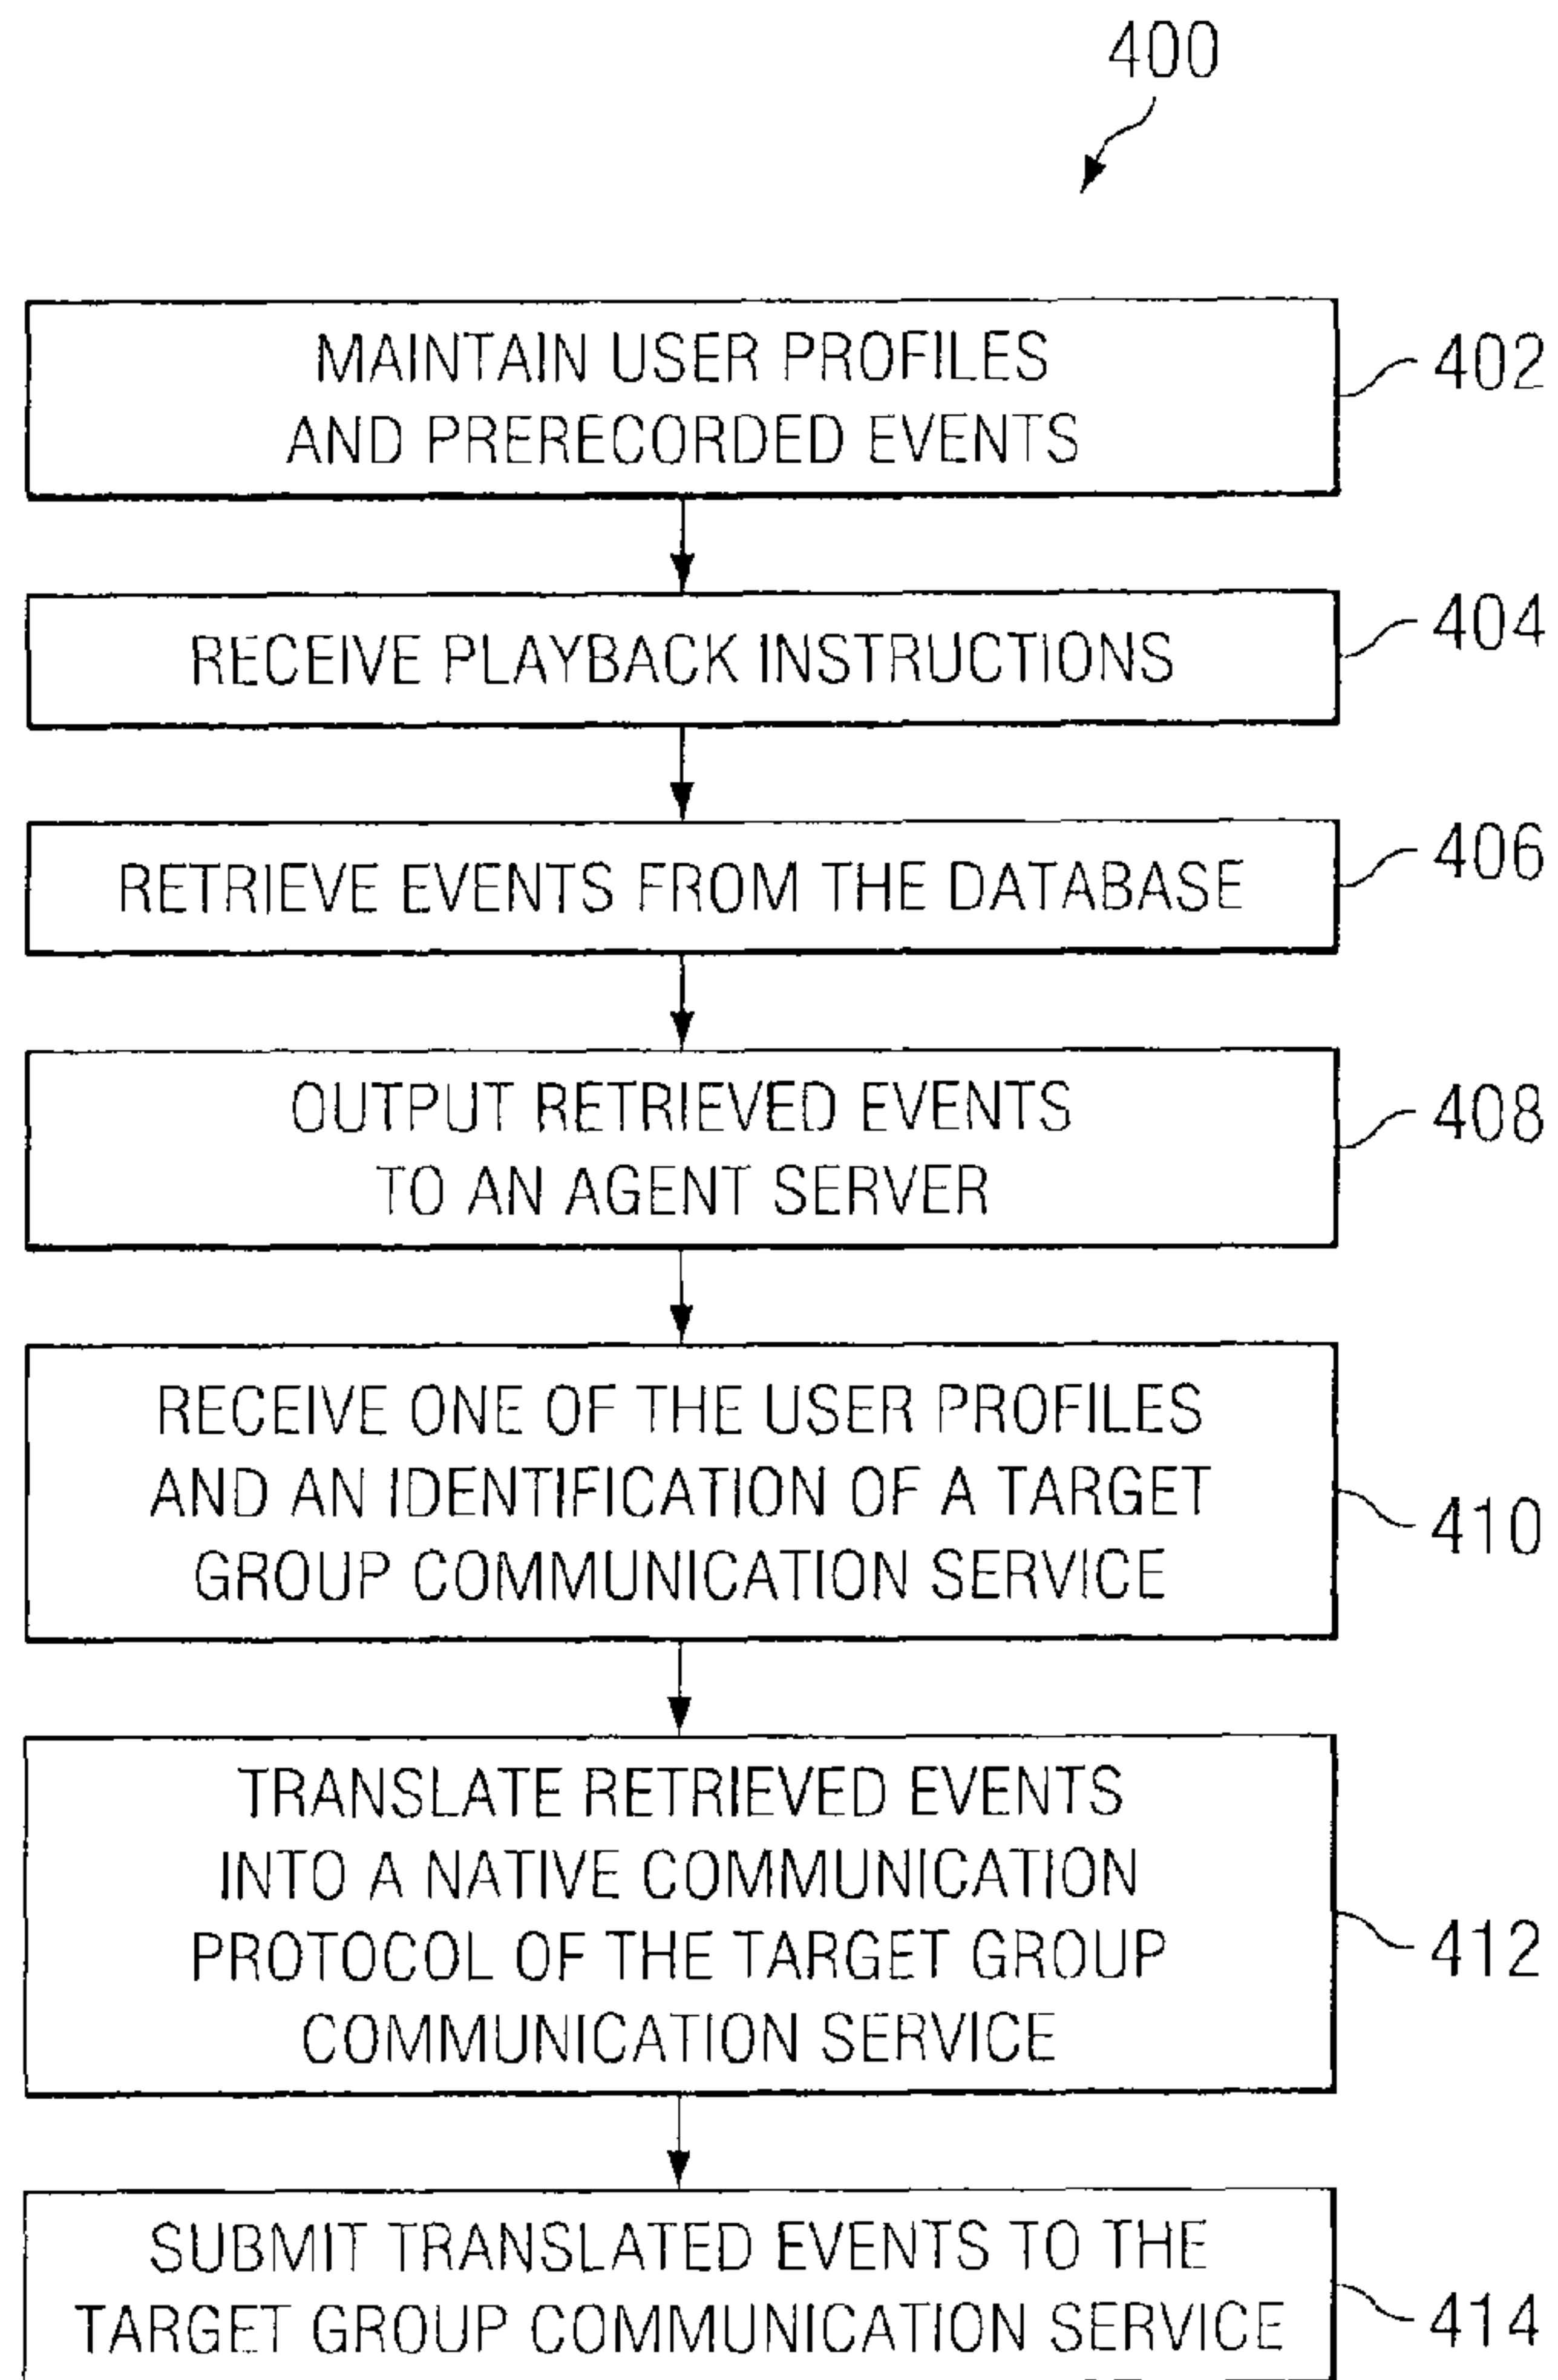 400
MAINTAIN USER PROFILES
AND PRERECORDED EVENTS
402
RECEIVE PLAYBACK INSTRUCTIONS
404
RETRIEVE EVENTS FROM THE DATABASE
406
OUTPUT RETRIEVED EVENTS
TO AN AGENT SERVER
408
RECEIVE ONE OF THE USER PROFILES
AND AN IDENTIFICATION OF A TARGET
GROUP COMMUNICATION SERVICE
410
TRANSLATE RETRIEVED EVENTS
INTO A NATIVE COMMUNICATION
PROTOCOL OF THE TARGET GROUP
COMMUNICATION SERVICE
412
SUBMIT TRANSLATED EVENTS TO THE
TARGET GROUP COMMUNICATION SERVICE
414